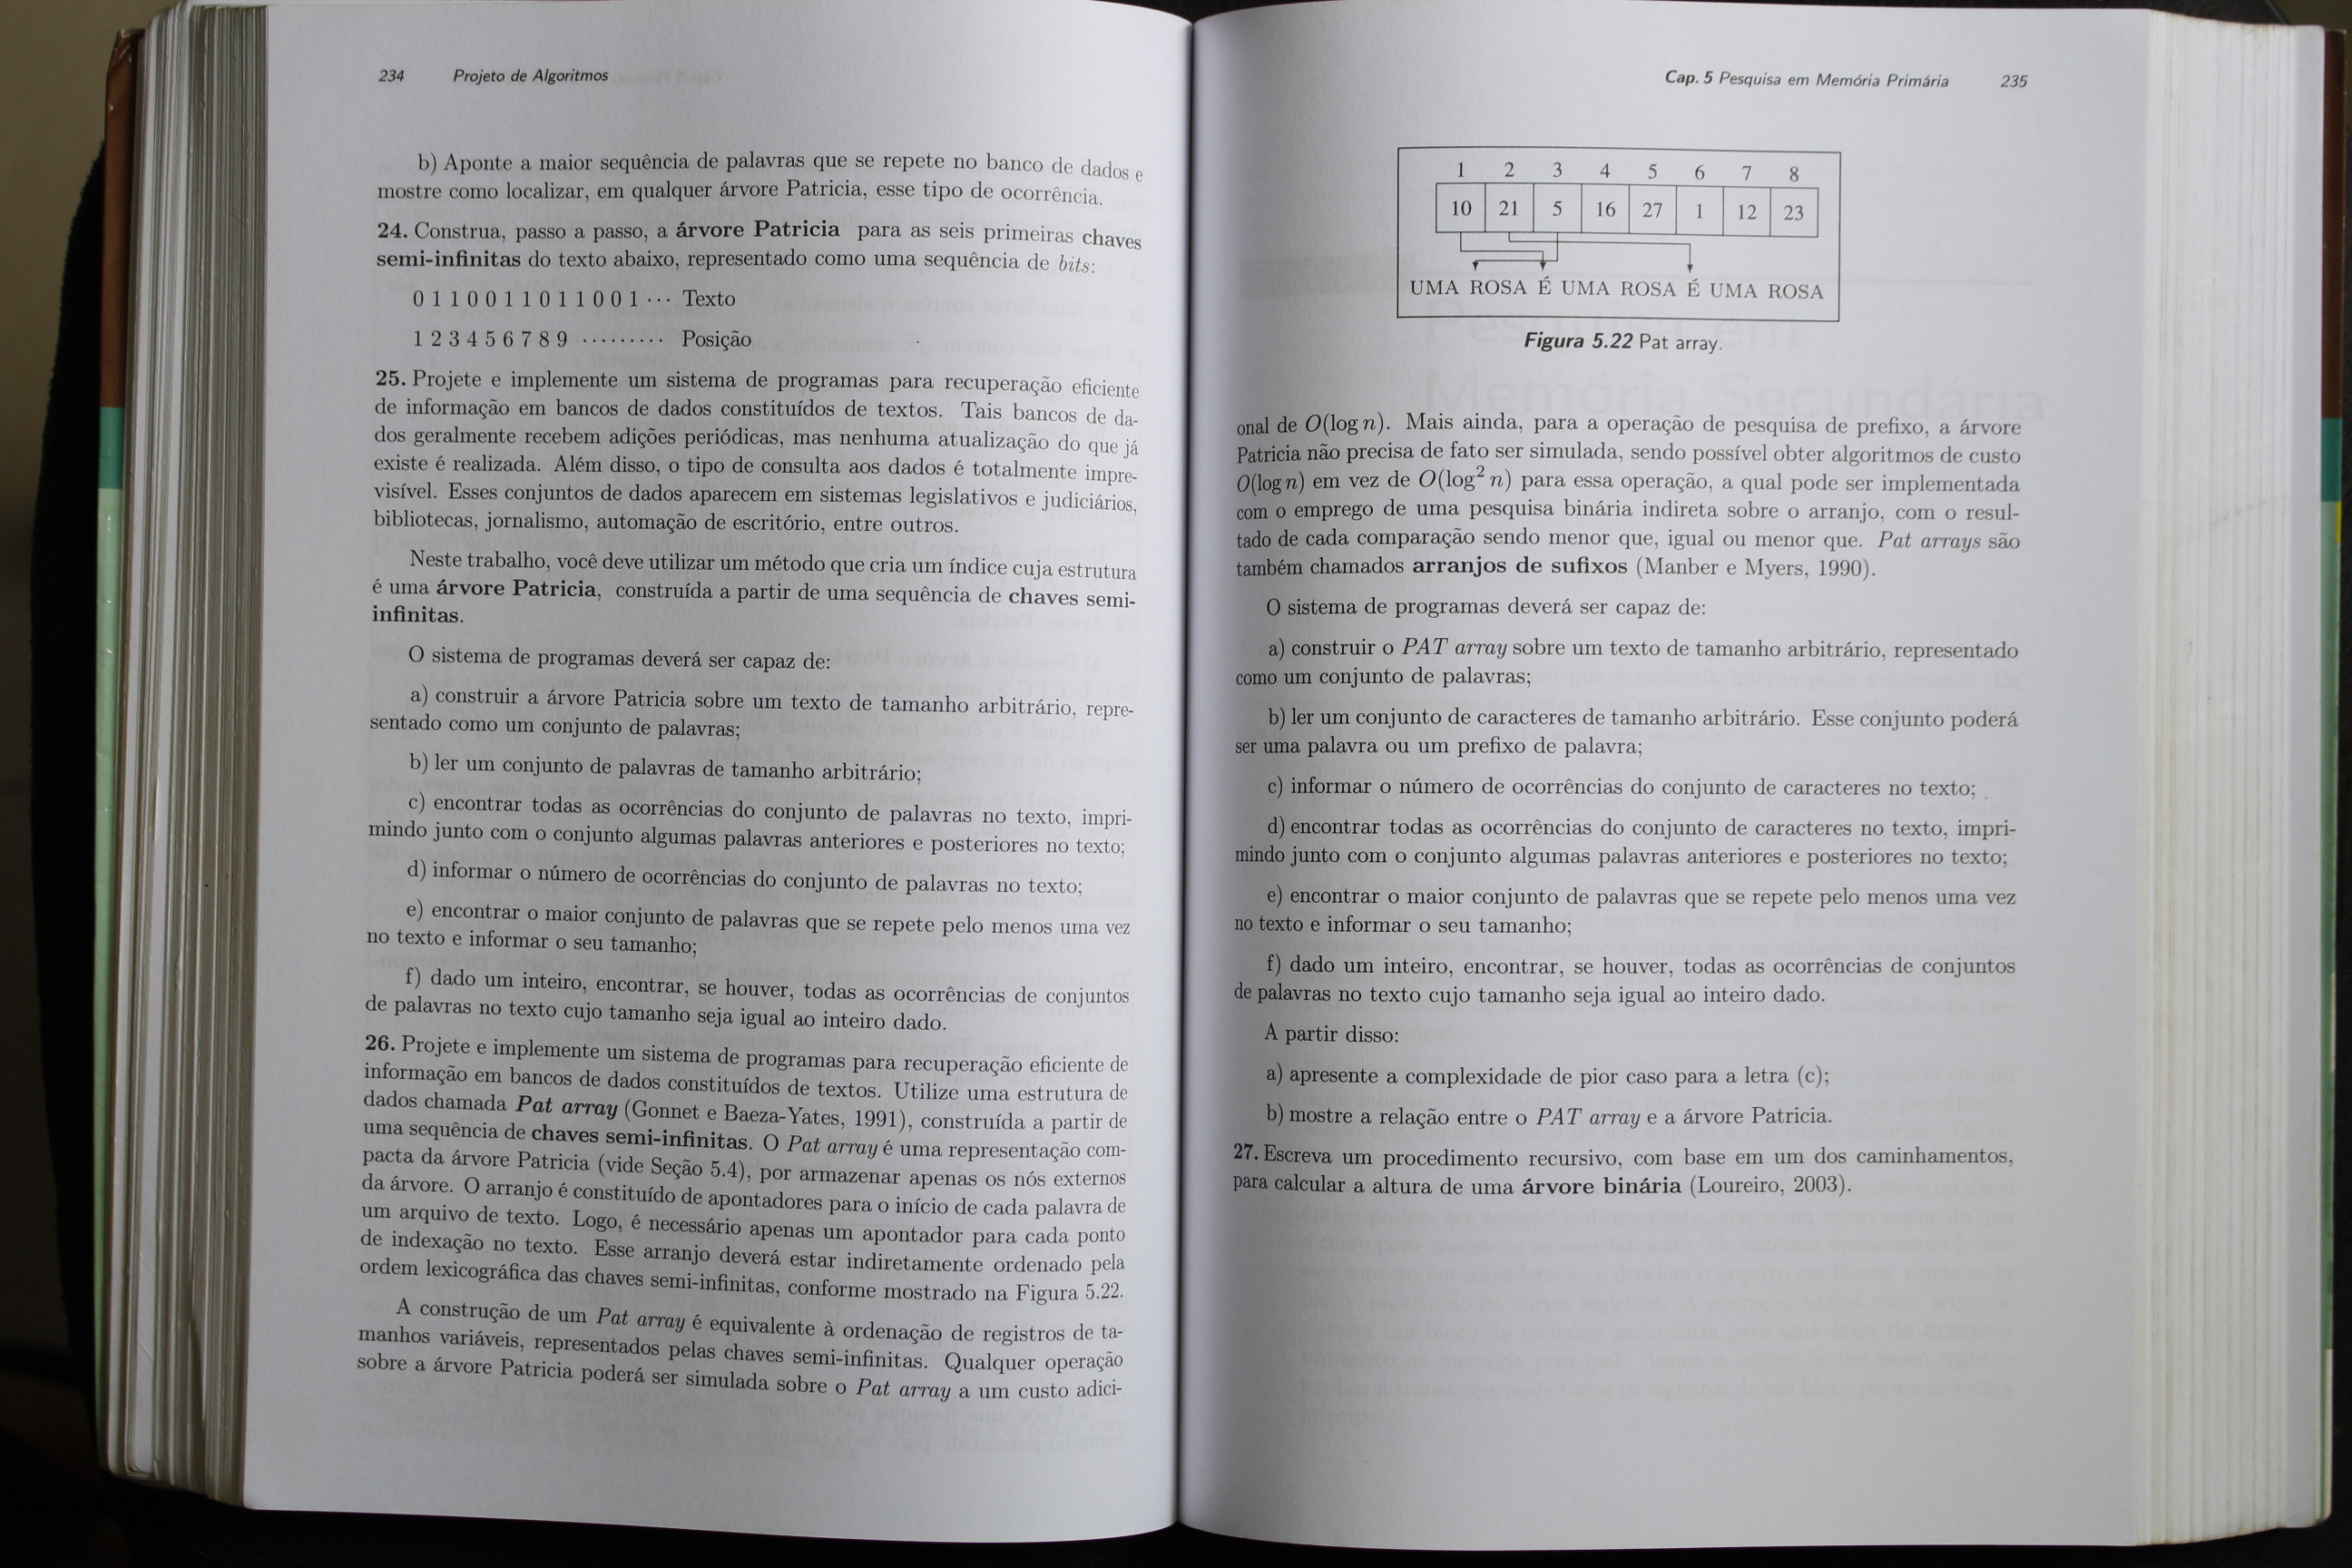 234 Projeto de Algoritmos
b) Aponte a maior sequência de palavras que se repete no banco de dados e
mostre como localizar, em qualquer árvore Patricia, esse tipo de ocorrência.
24. Construa, passo a passo, a árvore Patricia para as seis primeiras chaves
semi-infinitas do texto abaixo, representado como uma sequência de bits:
0 1 1 0 0 1 1 0 1 1 0 0 1 ... Texto
1 2 3 4 5 6 7 8 9 ......... Posição
25. Projete e implemente um sistema de programas para recuperação eficiente
de informação em bancos de dados constituídos de textos. Tais bancos de da-
dos geralmente recebem adições periódicas, mas nenhuma atualização do que já
existe é realizada. Além disso, o tipo de consulta aos dados é totalmente impre-
visível. Esses conjuntos de dados aparecem em sistemas legislativos e judiciários,
bibliotecas, jornalismo, automação de escritório, entre outros.
Neste trabalho, você deve utilizar um método que cria um índice cuja estrutura
é uma árvore Patricia, construída a partir de uma sequência de chaves semi-
infinitas.
O sistema de programas deverá ser capaz de:
a) construir a árvore Patricia sobre um texto de tamanho arbitrário, repre-
sentado como um conjunto de palavras;
b) ler um conjunto de palavras de tamanho arbitrário;
c) encontrar todas as ocorrências do conjunto de palavras no texto, impri-
mindo junto com o conjunto algumas palavras anteriores e posteriores no texto;
d) informar o número de ocorrências do conjunto de palavras no texto;
e) encontrar o maior conjunto de palavras que se repete pelo menos uma vez
no texto e informar o seu tamanho;
f) dado um inteiro, encontrar, se houver, todas as ocorrências de conjuntos
de palavras no texto cujo tamanho seja igual ao inteiro dado.
26. Projete e implemente um sistema de programas para recuperação eficiente de
informação em bancos de dados constituídos de textos. Utilize uma estrutura de
dados chamada Pat array (Gonnet e Baeza-Yates, 1991), construída a partir de
uma sequência de chaves semi-infinitas. O Pat array é uma representação com-
pacta da árvore Patricia (vide Seção 5.4), por armazenar apenas os nós externos
da árvore. O arranjo é constituído de apontadores para o início de cada palavra de
um arquivo de texto. Logo, é necessário apenas um apontador para cada ponto
de indexação no texto. Esse arranjo deverá estar indiretamente ordenado pela
ordem lexicográfica das chaves semi-infinitas, conforme mostrado na Figura 5.22.
A construção de um Pat array é equivalente à ordenação de registros de ta-
manhos variáveis, representados pelas chaves semi-infinitas. Qualquer operação
sobre a árvore Patricia poderá ser simulada sobre o Pat array a um custo adici-
Cap. 5 Pesquisa em Memória Primária 235
1 2 3 4 5 6 7 8
10 21 5 16 27 1 12 23
UMA ROSA É UMA ROSA É UMA ROSA É UMA ROSA
Figura 5.22 Pat array.
onal de O(log n). Mais ainda, para a operação de pesquisa de prefixo, a árvore
Patricia não precisa de fato ser simulada, sendo possível obter algoritmos de custo
O(log n) em vez de O(log² n) para essa operação, a qual pode ser implementada
com o emprego de uma pesquisa binária indireta sobre o arranjo, com o resul-
tado de cada comparação sendo menor que, igual ou menor que. Pat arrays são
também chamados arranjos de sufixos (Manber e Myers, 1990).
O sistema de programas deverá ser capaz de:
a) construir o PAT array sobre um texto de tamanho arbitrário, representado
como um conjunto de palavras;
b) ler um conjunto de caracteres de tamanho arbitrário. Esse conjunto poderá
ser uma palavra ou um prefixo de palavra;
c) informar o número de ocorrências do conjunto de caracteres no texto;
d) encontrar todas as ocorrências do conjunto de caracteres no texto, impri-
mindo junto com o conjunto algumas palavras anteriores e posteriores no texto;
e) encontrar o maior conjunto de palavras que se repete pelo menos uma vez
no texto e informar o seu tamanho;
f) dado um inteiro, encontrar, se houver, todas as ocorrências de conjuntos
de palavras no texto cujo tamanho seja igual ao inteiro dado.
A partir disso:
a) apresente a complexidade de pior caso para a letra (c);
b) mostre a relação entre o PAT array e a árvore Patricia.
27. Escreva um procedimento recursivo, com base em um dos caminhamentos,
para calcular a altura de uma árvore binária (Loureiro, 2003).